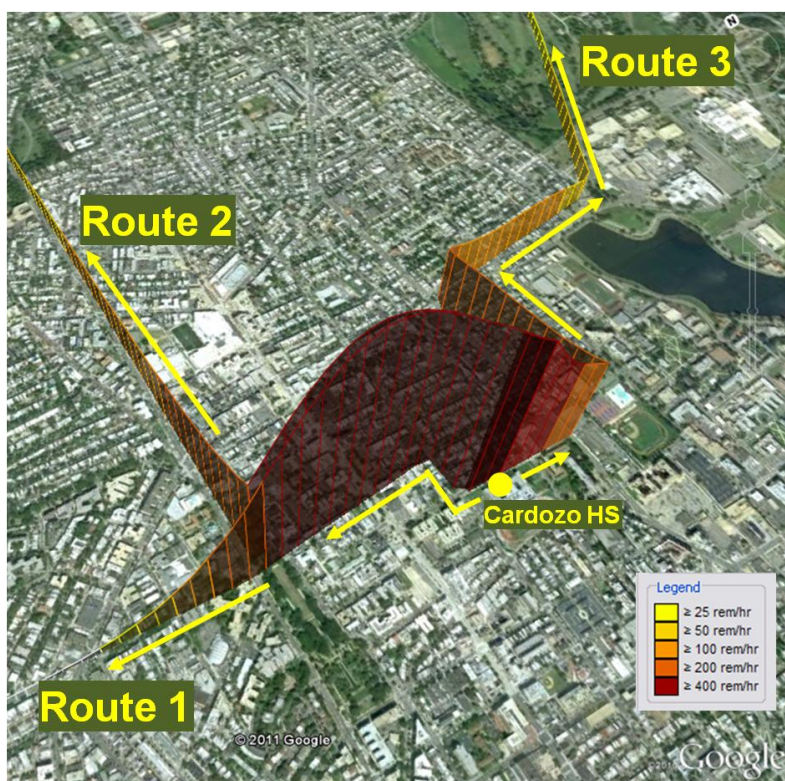 N
Route 3
Route 2
Cardozo HS
Legend
≥ 25 rem/hr
≥ 50 rem/hr
≥ 100 rem/hr
≥ 200 rem/hr
≥ 400 rem/hr
Route 1
© 2011 Google
Google